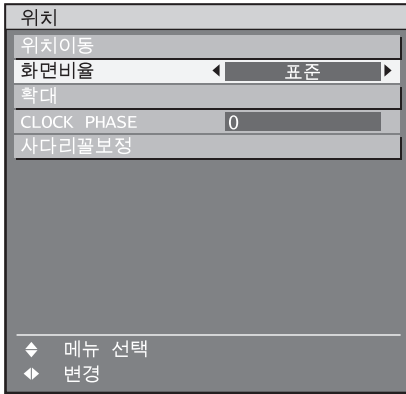 위치
위치이동
화면비율 표준
확대
CLOCK PHASE 0
사다리꼴보정
메뉴 선택
변경